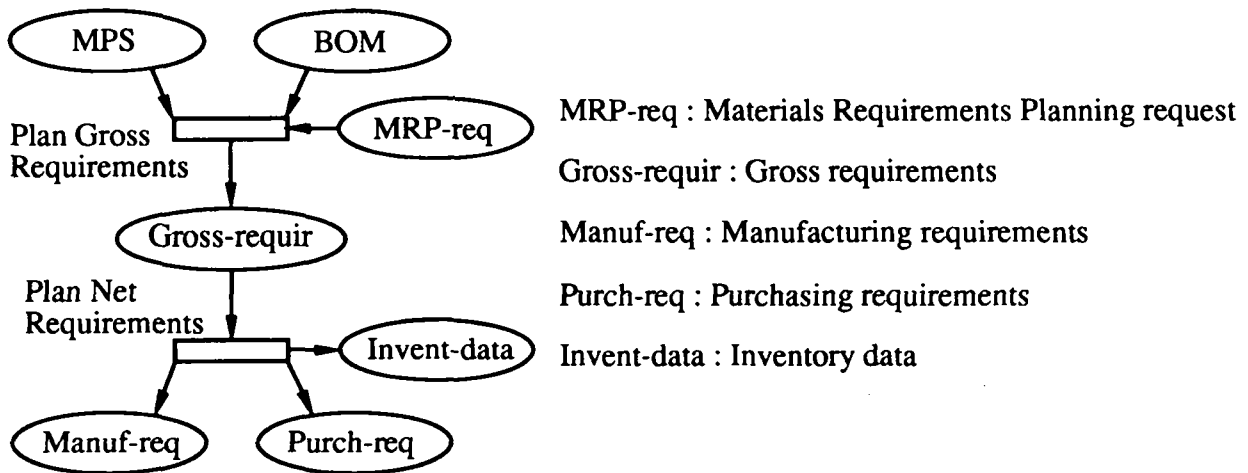 MPS
BOM
Plan Gross
Requirements
MRP-req
Gross-requir
Plan Net
Requirements
Invent-data
Manuf-req
Purch-req
MRP-req : Materials Requirements Planning request
Gross-requir : Gross requirements
Manuf-req : Manufacturing requirements
Purch-req : Purchasing requirements
Invent-data : Inventory data